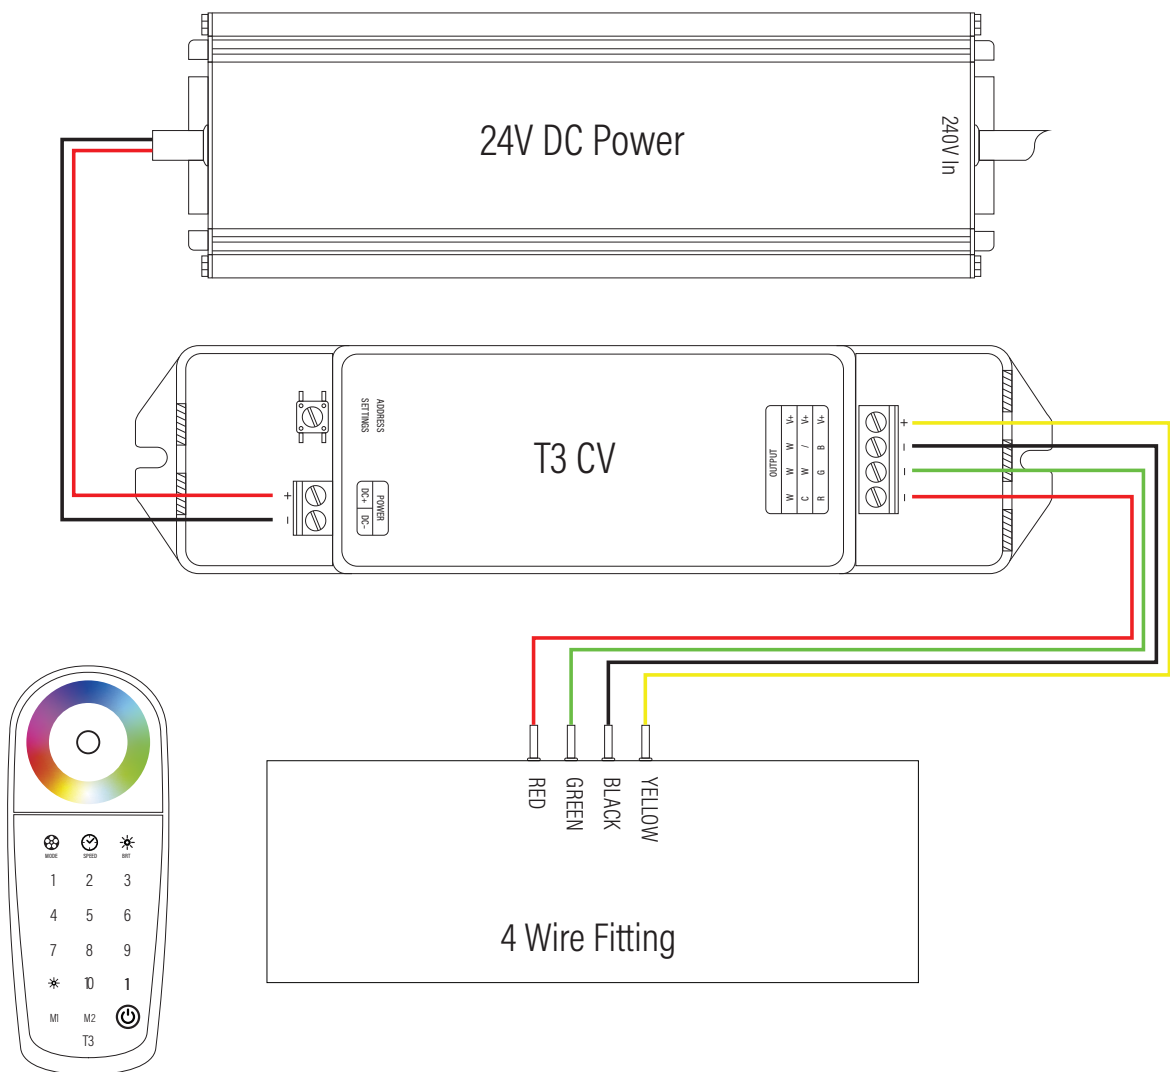 24V DC Power
240V In
ADDRESS
SETTINGS
T3 CV
POWER
DC+ DC-
+
-
V+ B G R
V+ / W C
V+ W W W
OUTPUT
+
-
-
-
RED
GREEN
BLACK
YELLOW
4 Wire Fitting
MODE SPEED BRT
1 2 3
4 5 6
7 8 9
10 1
M1 M2
T3